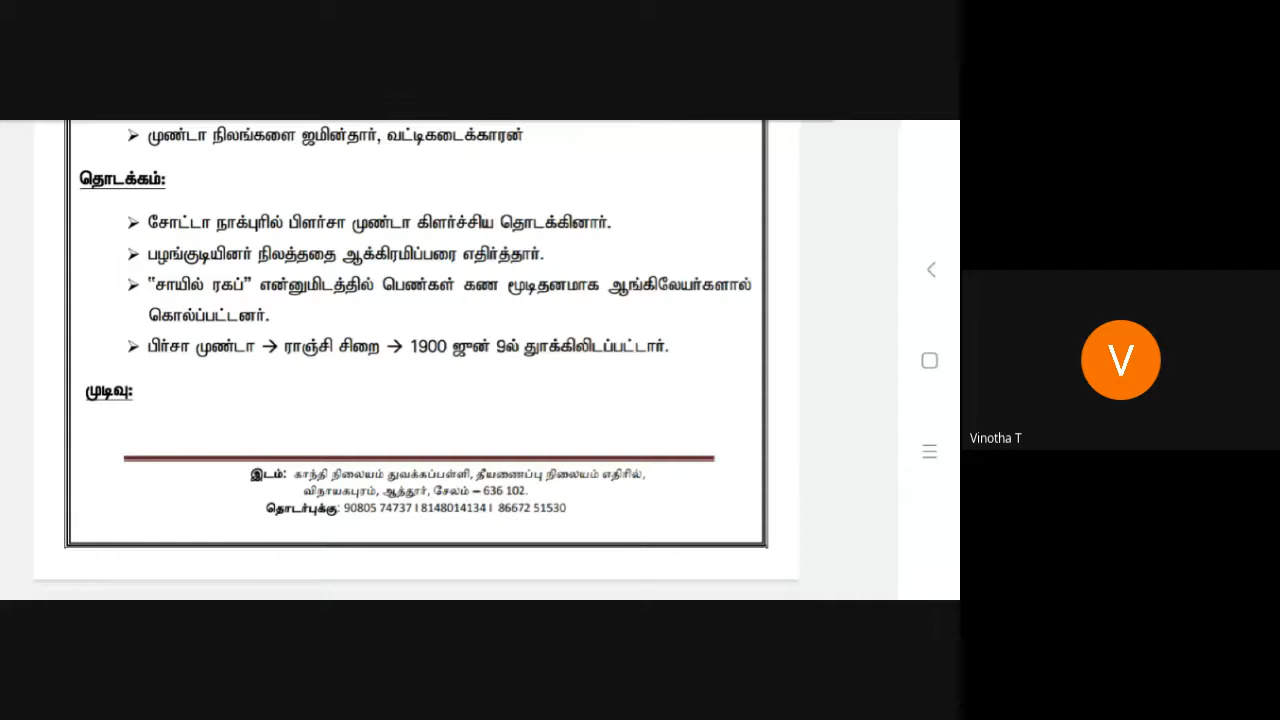 ➢ முண்டா நிலங்களை ஜமின்தார், வட்டிகடைக்காரன்
தொடக்கம்:
➢ சோட்டா நாக்புரில் பிளர்சா முண்டா கிளர்ச்சிய தொடக்கினார்.
➢ பழங்குடியினர் நிலத்ததை ஆக்கிரமிப்பரை எதிர்த்தார்.
➢ "சாயில் ரகப்" என்னுமிடத்தில் பெண்கள் கண மூடிதனமாக ஆங்கிலேயர்களால்
கொல்ப்பட்டனர்.
➢ பிர்சா முண்டா → ராஞ்சி சிறை → 1900 ஜுன் 9ல் துாக்கிலிடப்பட்டார்.
முடிவு:
இடம்: காந்தி நிலையம் துவக்கப்பள்ளி, தீயணைப்பு நிலையம் எதிரில்,
விநாயகபுரம், ஆத்தூர், சேலம் – 636 102.
தொடர்புக்கு: 90805 74737 I 8148014134 I 86672 51530
V
Vinotha T